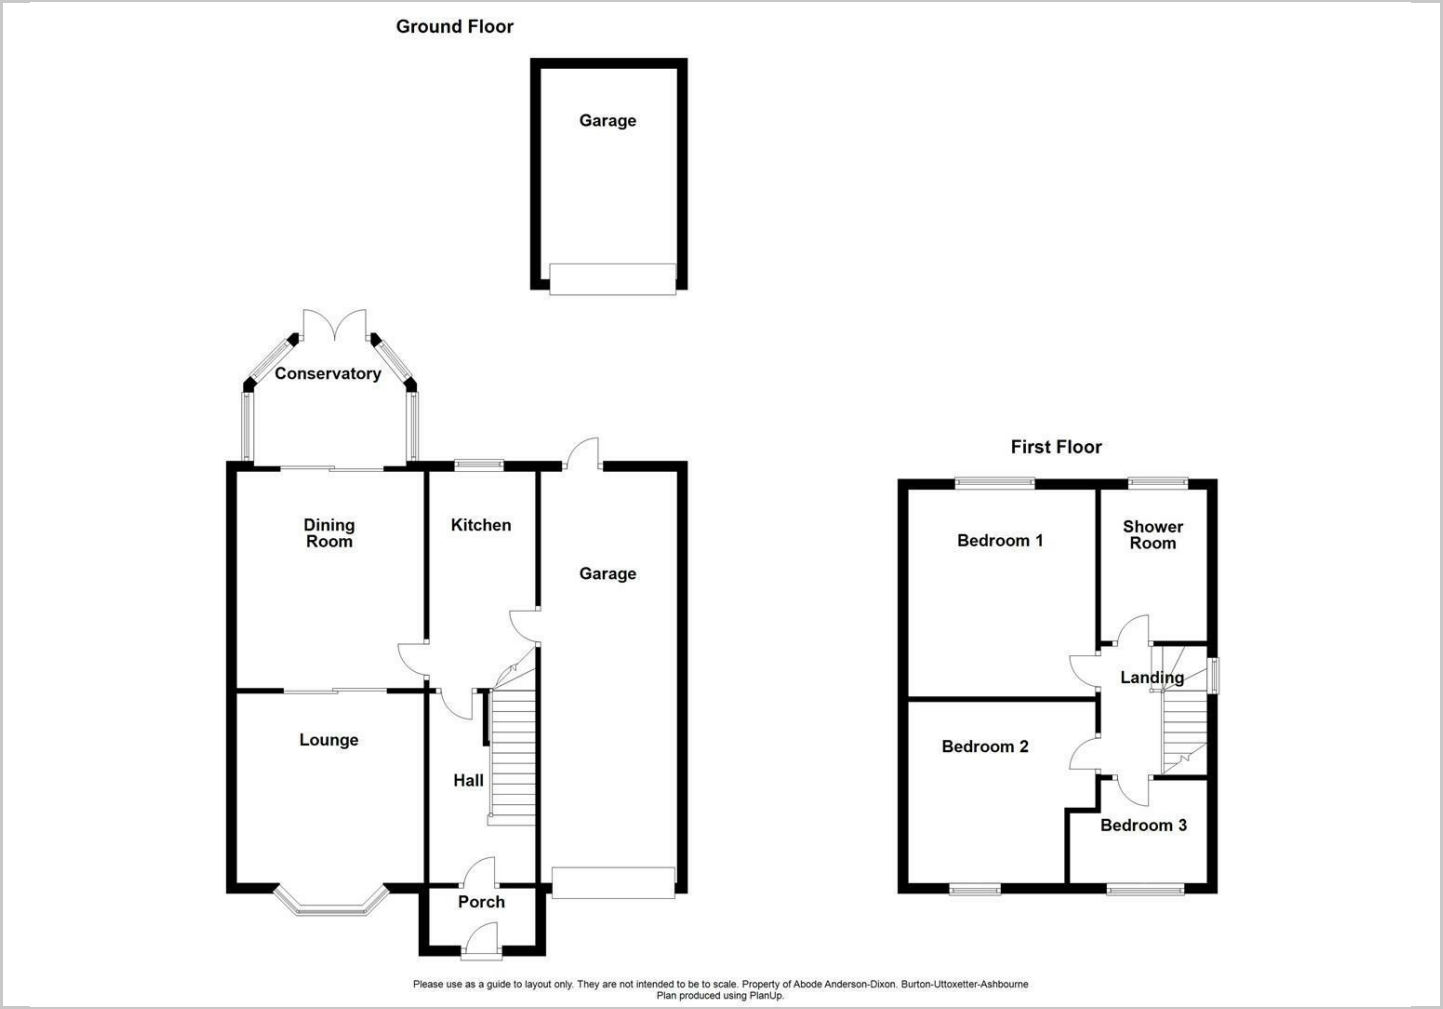 Ground Floor
Garage
Conservatory
First Floor
Dining
Room
Kitchen
Garage
Lounge
Hall
Porch
Bedroom 1
Shower
Room
Landing
Bedroom 2
Bedroom 3
Please use as a guide to layout only. They are not intended to be to scale. Property of Abode Anderson-Dixon. Burton-Uttoxetter-Ashbourne
Plan produced using PlanUp.